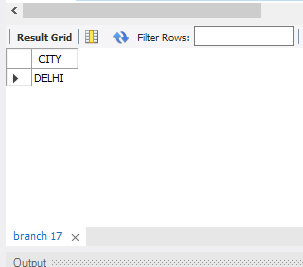 Result Grid Filter Rows:
CITY
DELHI
branch 17
Output